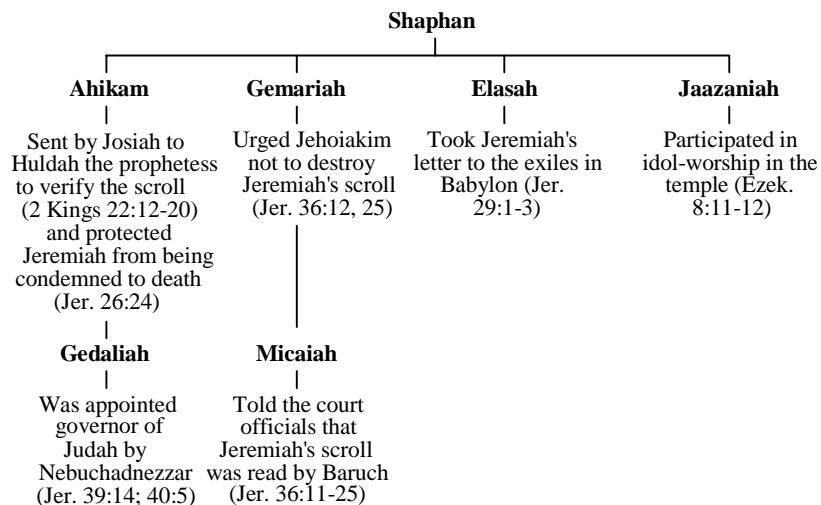 Shaphan
Ahikam
Sent by Josiah to
Huldah the prophetess
to verify the scroll
(2 Kings 22:12-20)
and protected
Jeremiah from being
condemned to death
(Jer. 26:24)
Gemariah
Urged Jehoiakim
not to destroy
Jeremiah's scroll
(Jer. 36:12, 25)
Elasah
Took Jeremiah's
letter to the exiles in
Babylon (Jer.
29:1-3)
Jaazaniah
Participated in
idol-worship in the
temple (Ezek.
8:11-12)
Gedaliah
Was appointed
governor of
Judah by
Nebuchadnezzar
(Jer. 39:14; 40:5)
Micaiah
Told the court
officials that
Jeremiah's scroll
was read by Baruch
(Jer. 36:11-25)